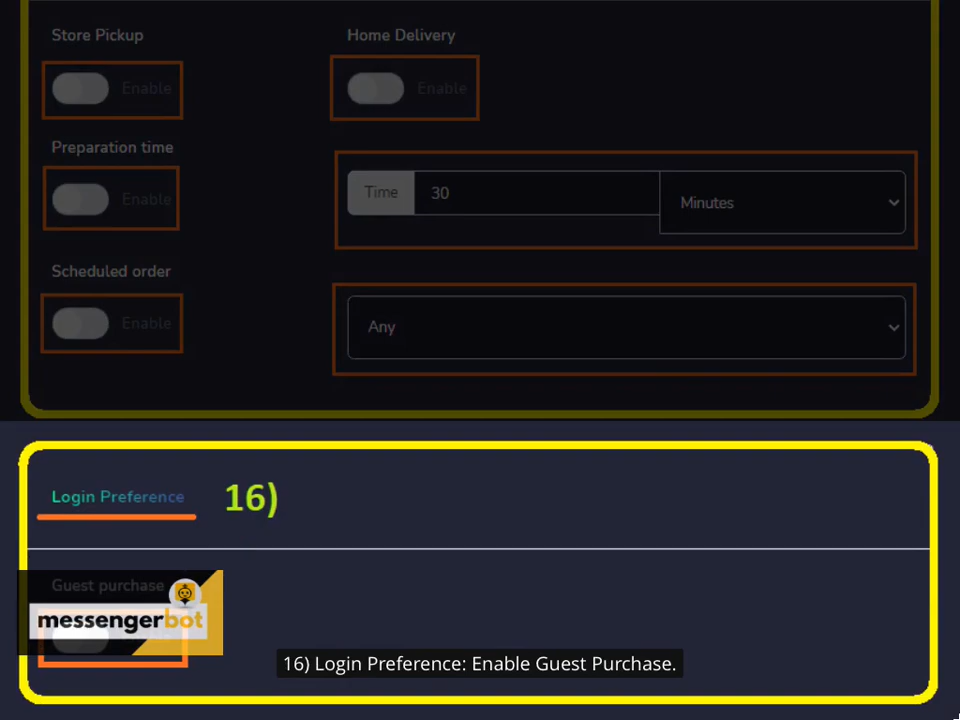 Store Pickup Home Delivery
Enable Enable
Preparation time
Enable Time 30 Minutes
Scheduled order
Enable Any
Login Preference 16)
Guest purchase
messengerbot
16) Login Preference: Enable Guest Purchase.